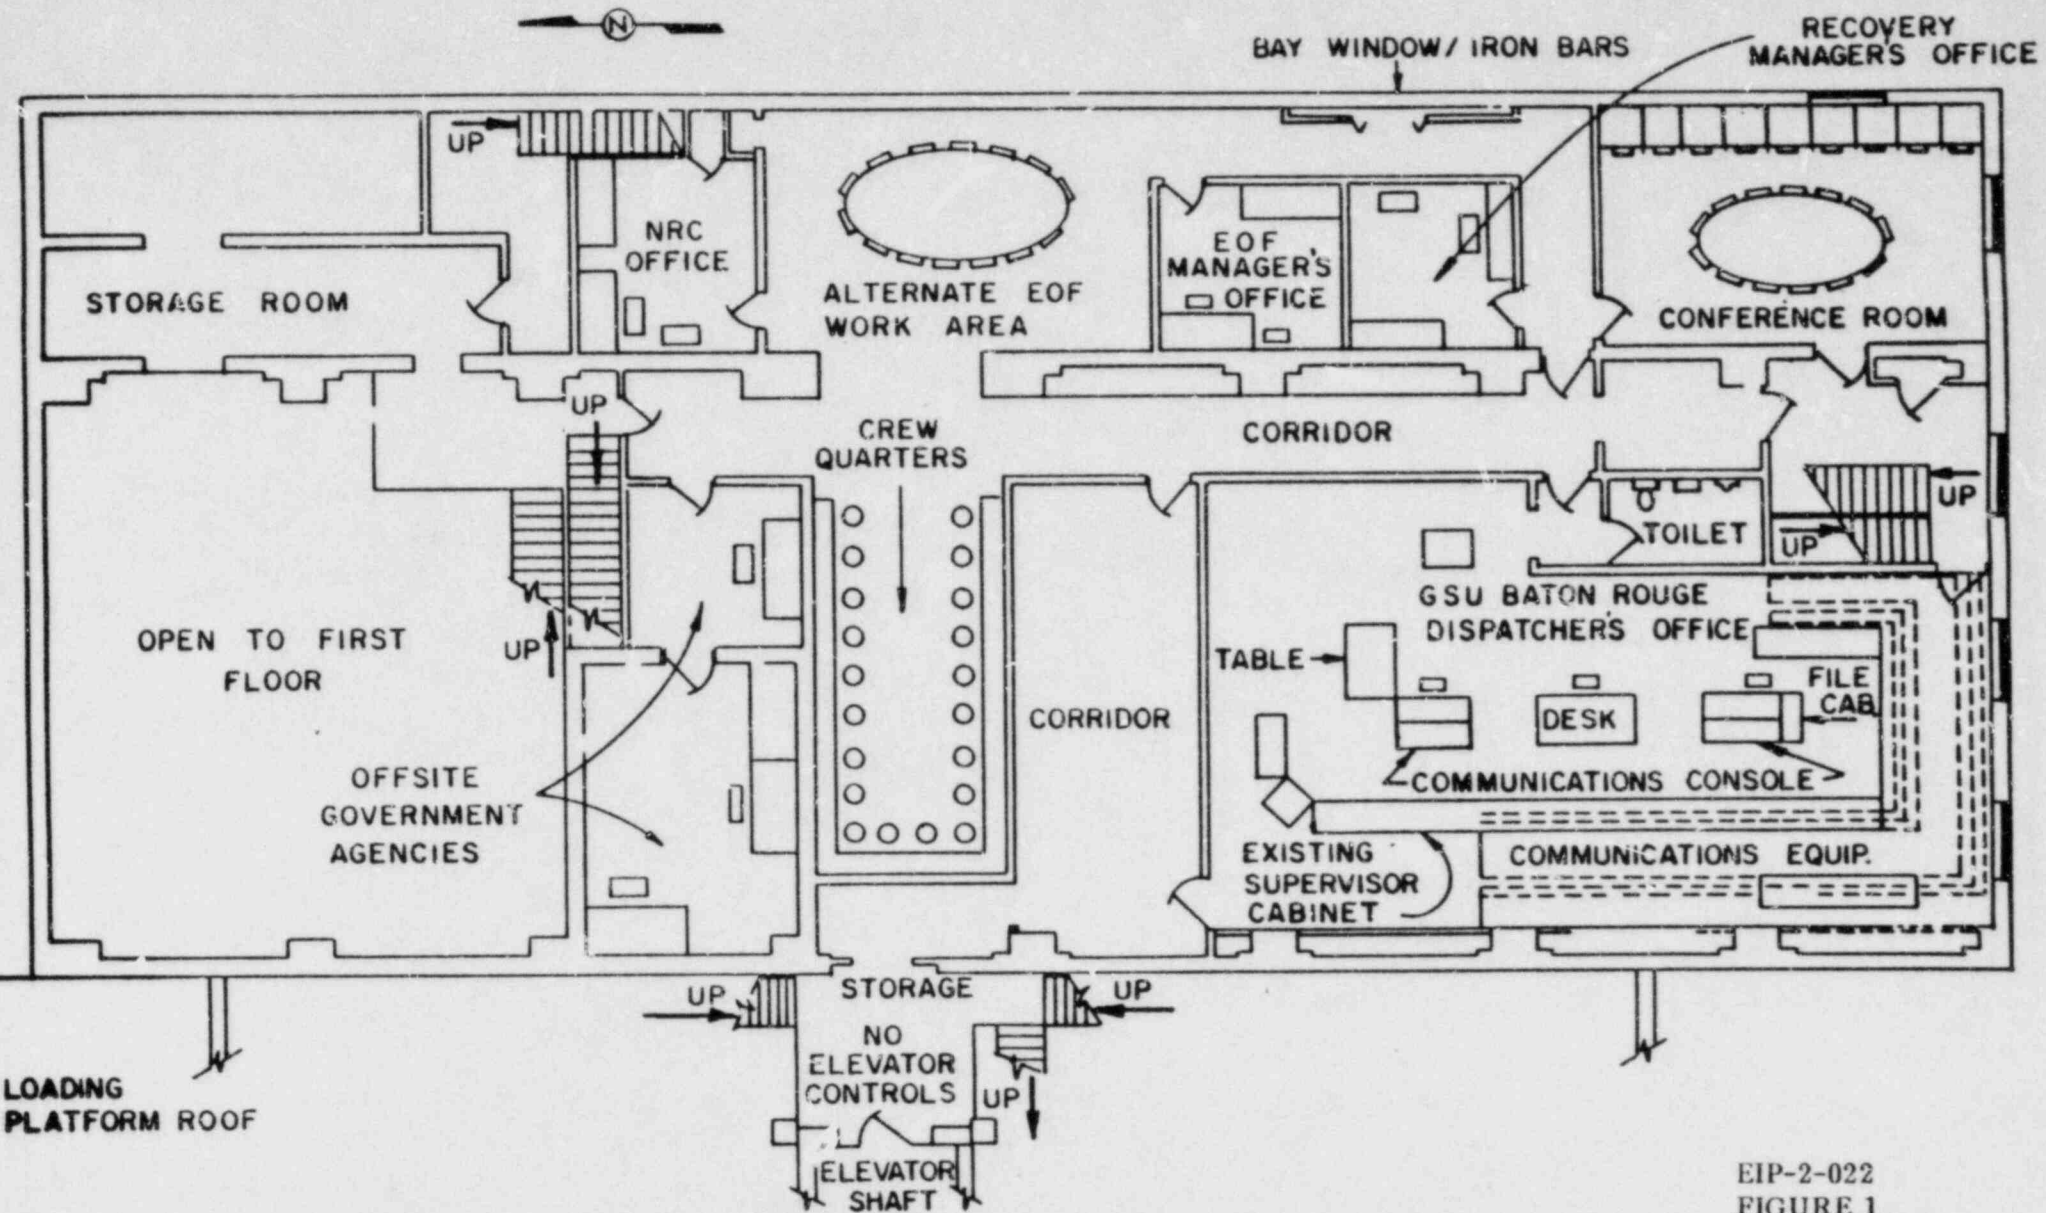 N
BAY WINDOW/ IRON BARS
RECOVERY
MANAGER'S OFFICE
UP
NRC
OFFICE
STORAGE ROOM
ALTERNATE EOF
WORK AREA
EOF
MANAGER'S
OFFICE
CONFERENCE ROOM
UP
CREW
QUARTERS
CORRIDOR
UP
TOILET
UP
GSU BATON ROUGE
DISPATCHER'S OFFICE
OPEN TO FIRST
FLOOR
UP
TABLE
FILE
CAB.
DESK
CORRIDOR
COMMUNICATIONS CONSOLE
OFFSITE
GOVERNMENT
AGENCIES
EXISTING
SUPERVISOR
CABINET
COMMUNICATIONS EQUIP.
UP
STORAGE
UP
NO
ELEVATOR
CONTROLS
UP
LOADING
PLATFORM ROOF
ELEVATOR
SHAFT
EIP-2-022
FIGURE 1